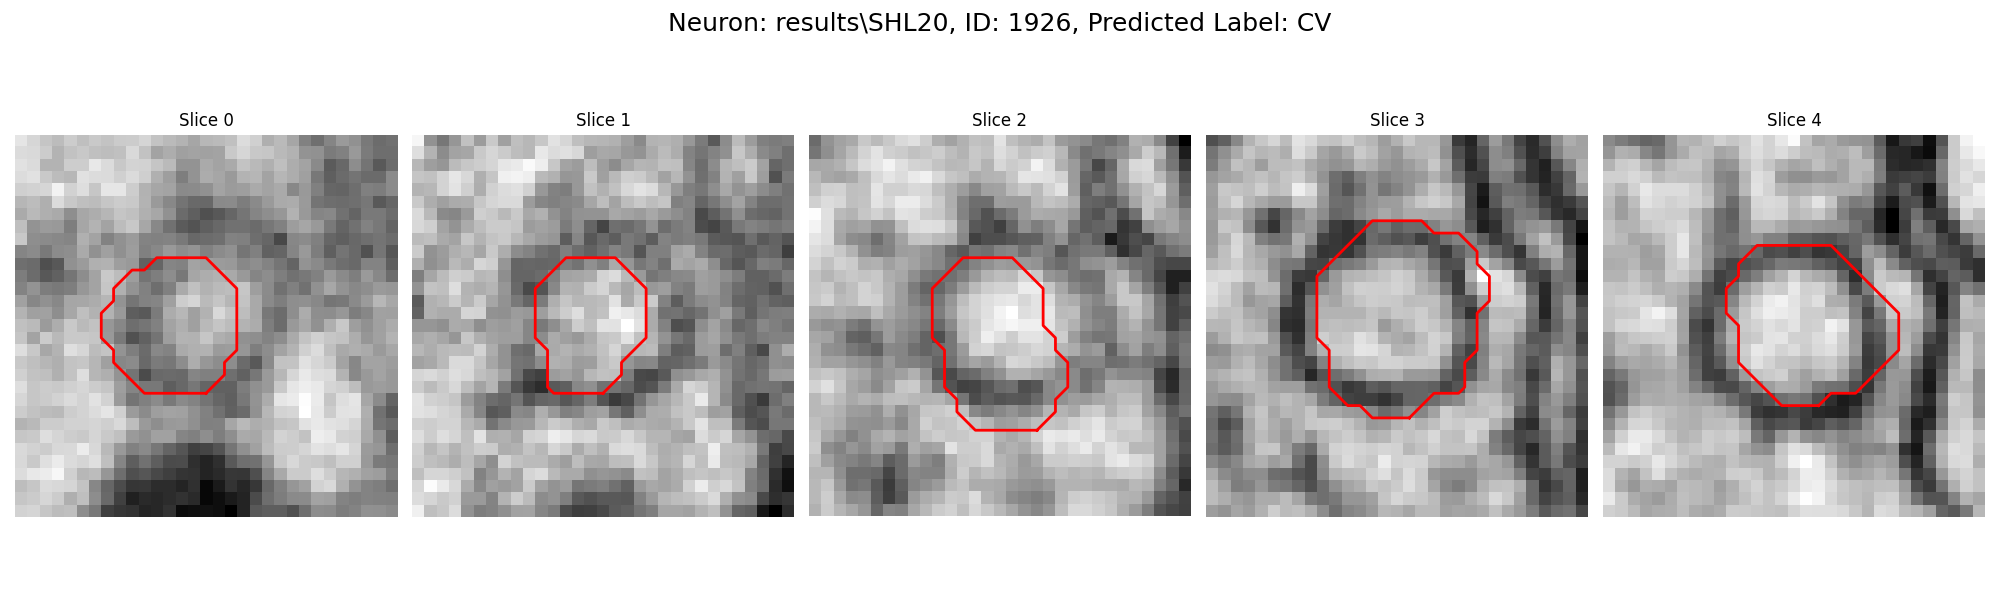 Neuron: results\SHL20, ID: 1926, Predicted Label: CV
Slice 0
Slice 1
Slice 2
Slice 3
Slice 4